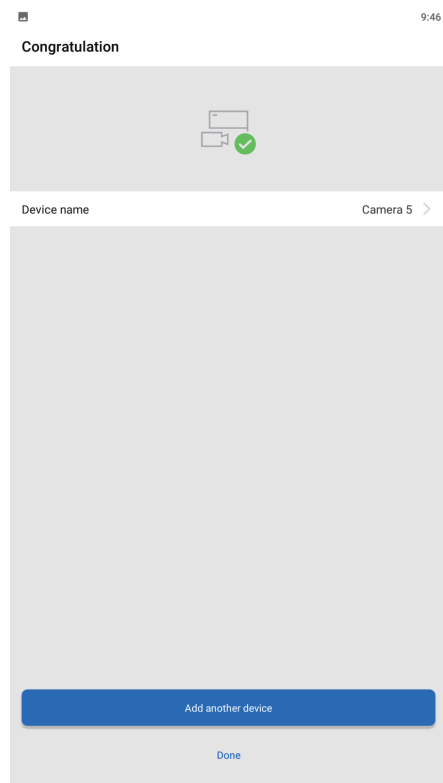 9:46
Congratulation
Device name Camera 5
Add another device
Done